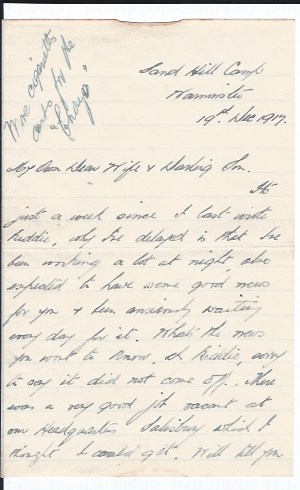 More cigarette
cards for the
"Changs"
Sand Hill Camp
Warminster
19th. Dec 1917.
My Own Dear Wife & Darling Son.
Its
just a week since I last wrote
Kiddie, why I've delayed is that I've
been working a lot at night, also
expected to have some good news
for you & been anxiously waiting
every day for it. What's the news
you want to know, eh Kiddie, sorry
to say it did not come off. There
was a very good job vacant at
our Headquarters Salisbury which I
thought I could get. Will tell you